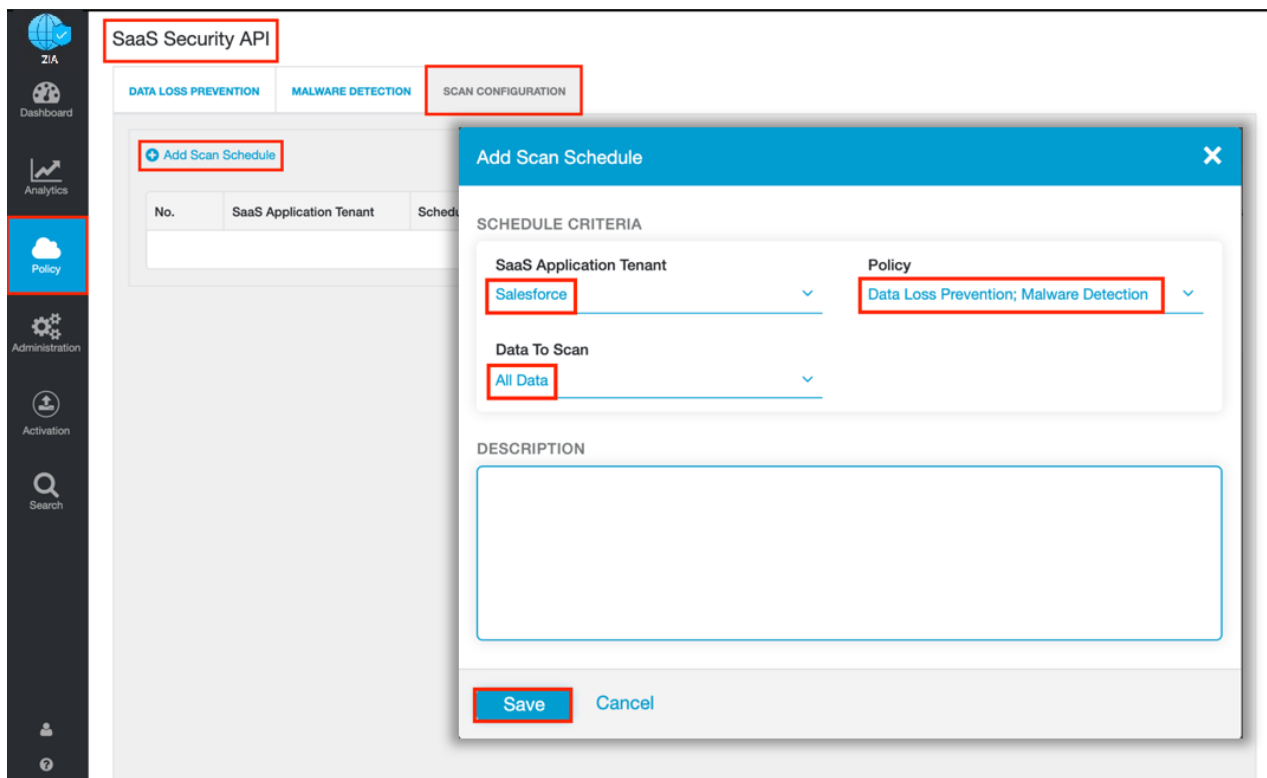 ZIA
Dashboard
Analytics
Policy
Administration
Activation
Search
SaaS Security API
DATA LOSS PREVENTION
MALWARE DETECTION
SCAN CONFIGURATION
Add Scan Schedule
No.
SaaS Application Tenant
Schedu
Add Scan Schedule
SCHEDULE CRITERIA
SaaS Application Tenant
Salesforce
Policy
Data Loss Prevention; Malware Detection
Data To Scan
All Data
DESCRIPTION
Save
Cancel